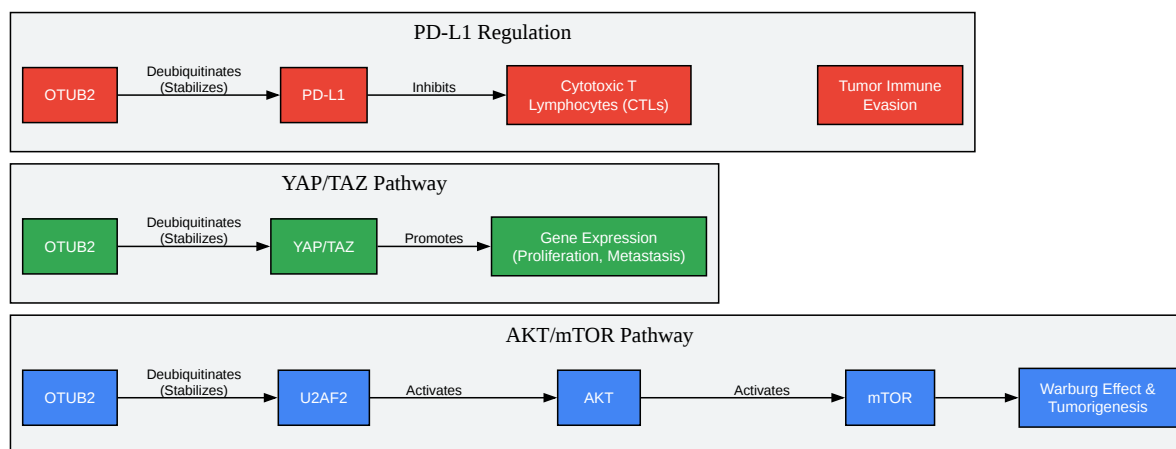 PD-L1 Regulation
OTUB2
Deubiquitinates
(Stabilizes)
PD-L1
Inhibits
Cytotoxic T
Lymphocytes (CTLs)
Tumor Immune
Evasion
YAP/TAZ Pathway
OTUB2
Deubiquitinates
(Stabilizes)
YAP/TAZ
Promotes
Gene Expression
(Proliferation, Metastasis)
AKT/mTOR Pathway
OTUB2
Deubiquitinates
(Stabilizes)
U2AF2
Activates
AKT
Activates
mTOR
Warburg Effect &
Tumorigenesis